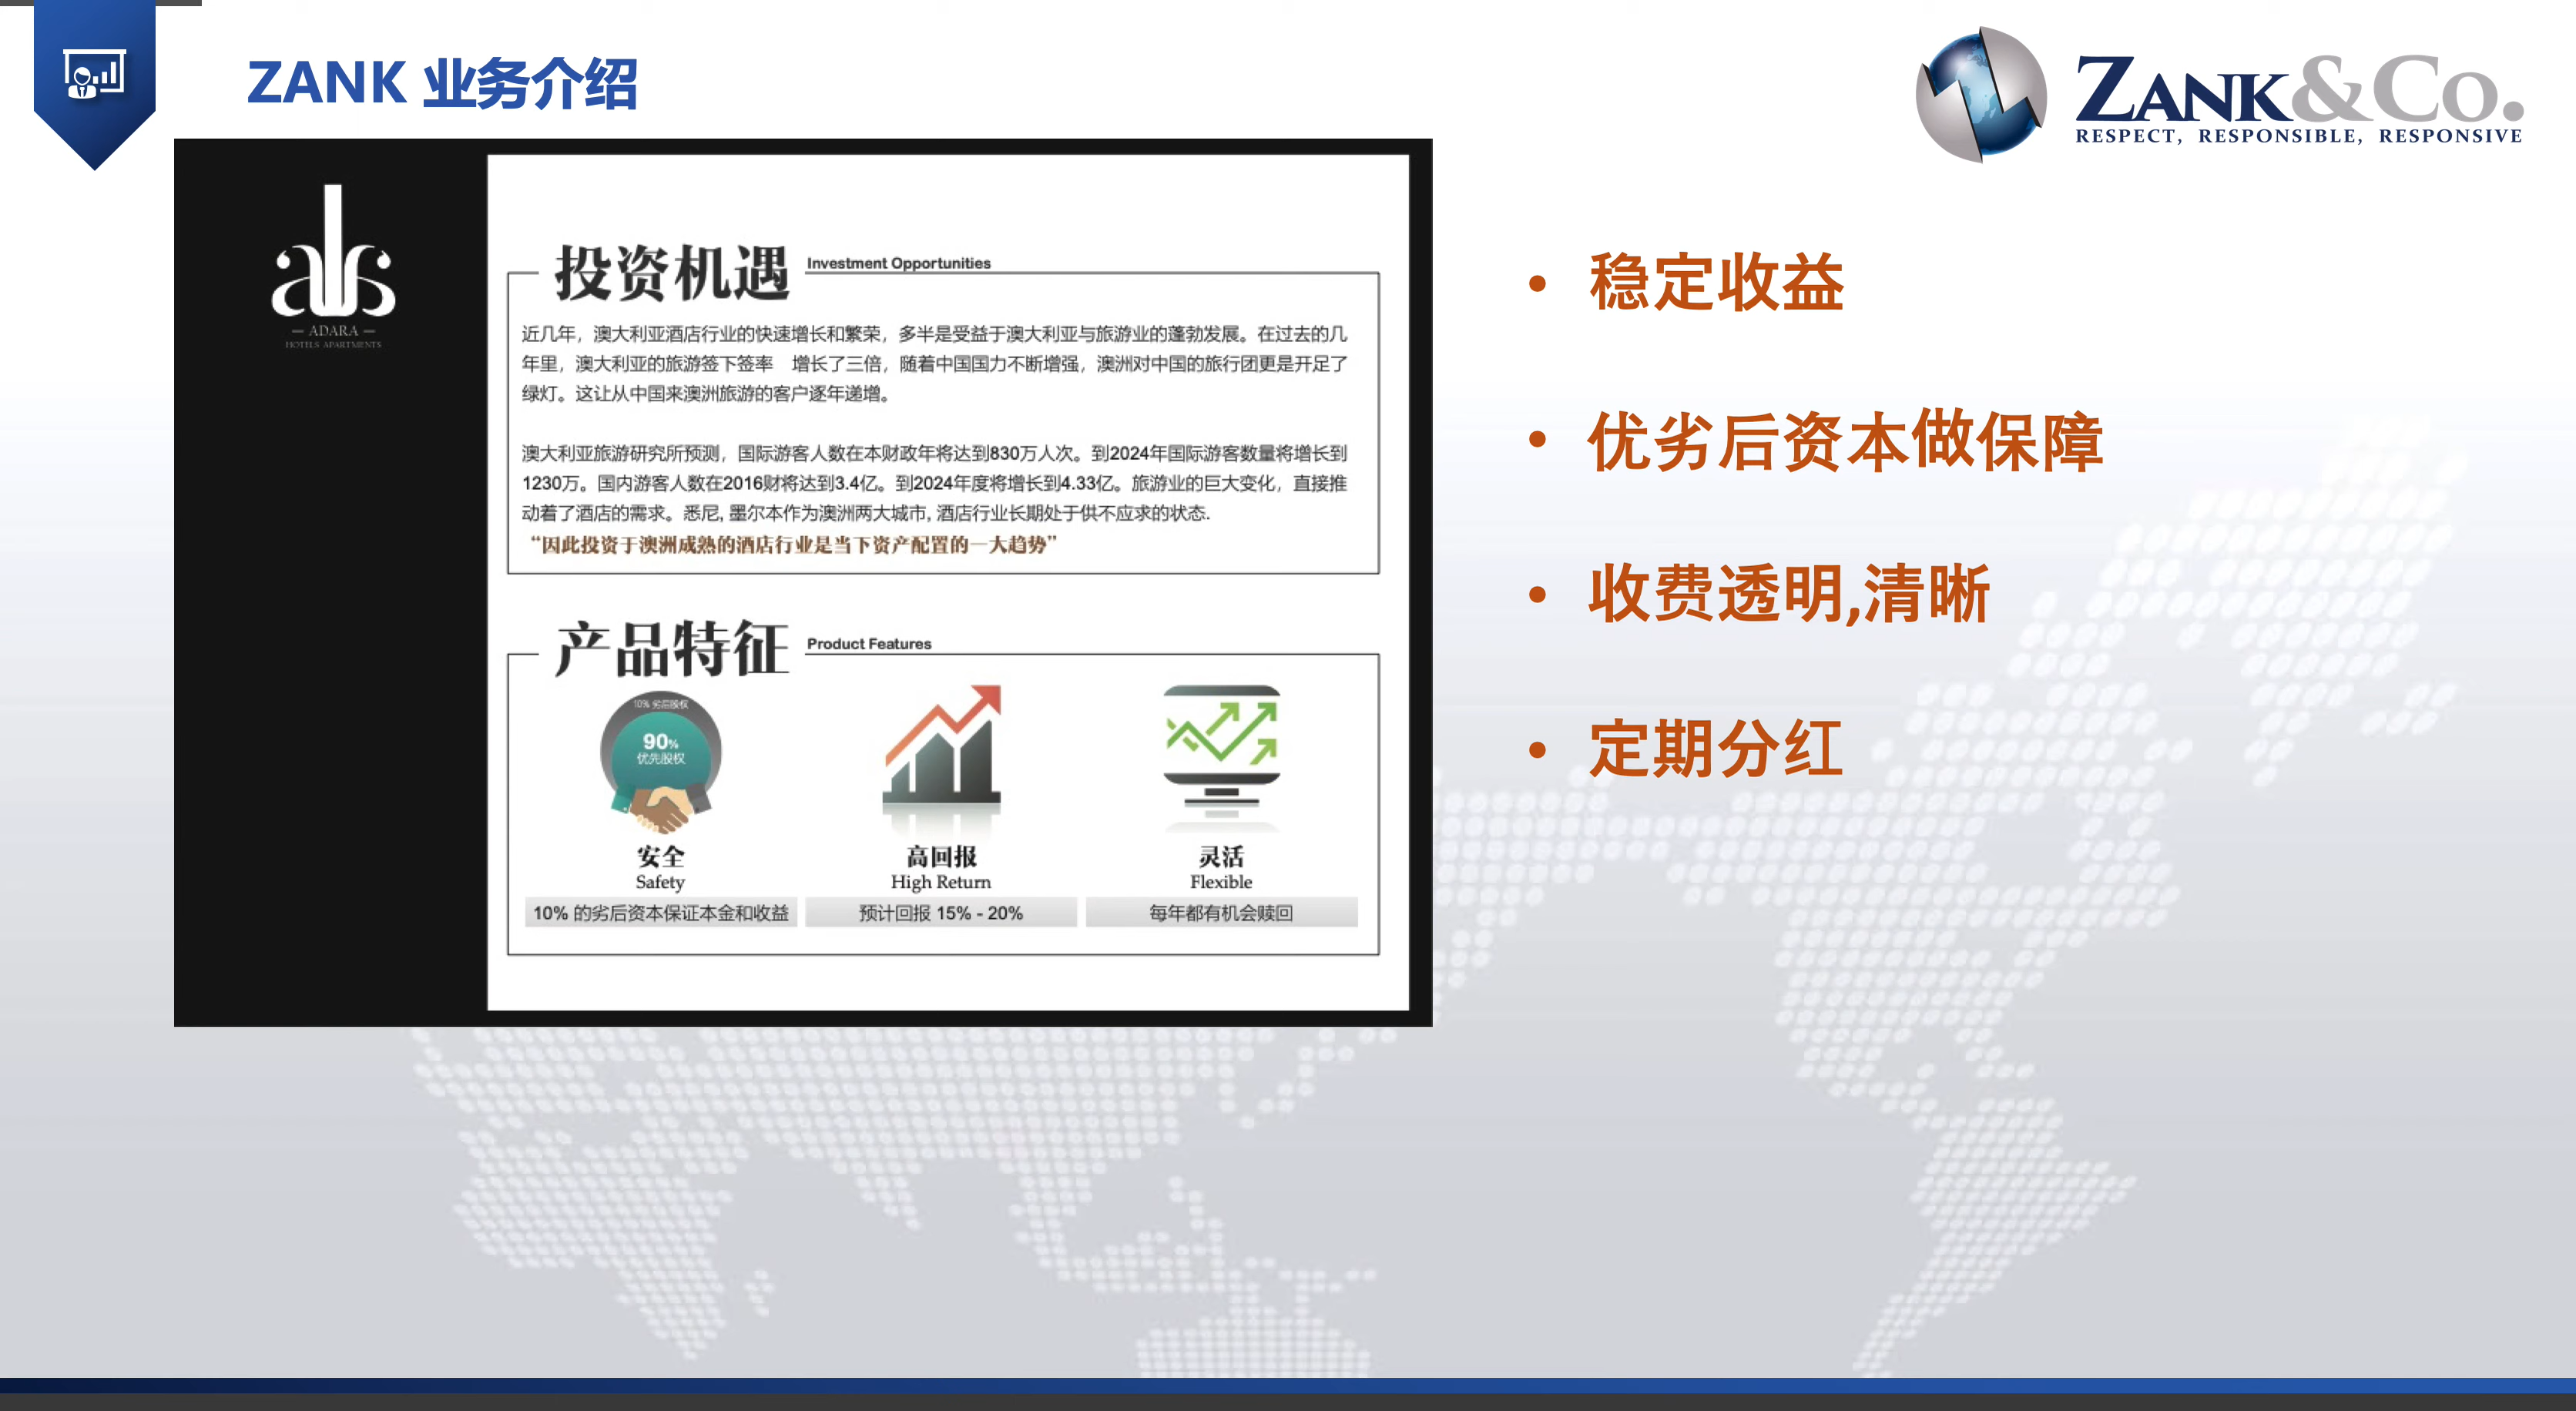 ZANK 业务介绍
ZANK&Co.
RESPECT, RESPONSIBLE, RESPONSIVE
als
— ADARA —
HOTELS APARTMENTS
投资机遇 Investment Opportunities
近几年，澳大利亚酒店行业的快速增长和繁荣，多半是受益于澳大利亚与旅游业的蓬勃发展。在过去的几
年里，澳大利亚的旅游签下签率 增长了三倍，随着中国国力不断增强，澳洲对中国的旅行团更是开足了
绿灯。这让从中国来澳洲旅游的客户逐年递增。
澳大利亚旅游研究所预测，国际游客人数在本财政年将达到830万人次。到2024年国际游客数量将增长到
1230万。国内游客人数在2016财将达到3.4亿。到2024年度将增长到4.33亿。旅游业的巨大变化，直接推
动着了酒店的需求。悉尼, 墨尔本作为澳洲两大城市, 酒店行业长期处于供不应求的状态.
“因此投资于澳洲成熟的酒店行业是当下资产配置的一大趋势”
产品特征 Product Features
10% 劣后股权
90%
优先股权
安全
Safety
10% 的劣后资本保证本金和收益
高回报
High Return
预计回报 15% - 20%
灵活
Flexible
每年都有机会赎回
• 稳定收益
• 优劣后资本做保障
• 收费透明,清晰
• 定期分红